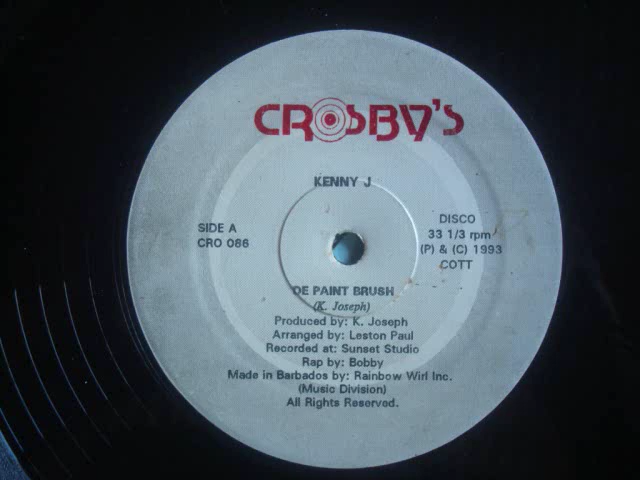 CROSBY'S
KENNY J
SIDE A
CRO 086
DISCO
33 1/3 rpm
(P) & (C) 1993
COTT
DE PAINT BRUSH
(K. Joseph)
Produced by: K. Joseph
Arranged by: Leston Paul
Recorded at: Sunset Studio
Rap by: Bobby
Made in Barbados by: Rainbow Wirl Inc.
(Music Division)
All Rights Reserved.